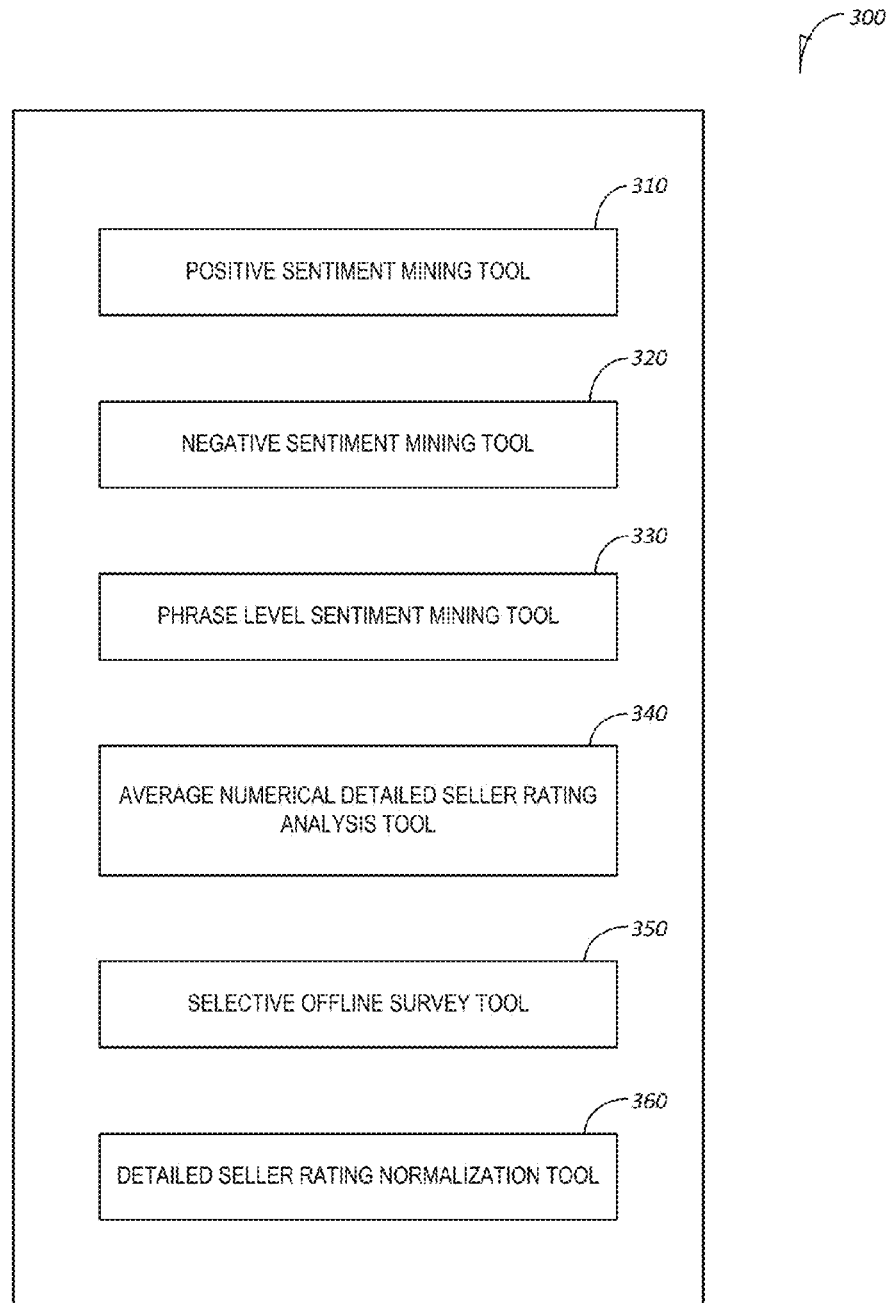 300
310
POSITIVE SENTIMENT MINING TOOL
320
NEGATIVE SENTIMENT MINING TOOL
330
PHRASE LEVEL SENTIMENT MINING TOOL
340
AVERAGE NUMERICAL DETAILED SELLER RATING
ANALYSIS TOOL
350
SELECTIVE OFFLINE SURVEY TOOL
360
DETAILED SELLER RATING NORMALIZATION TOOL